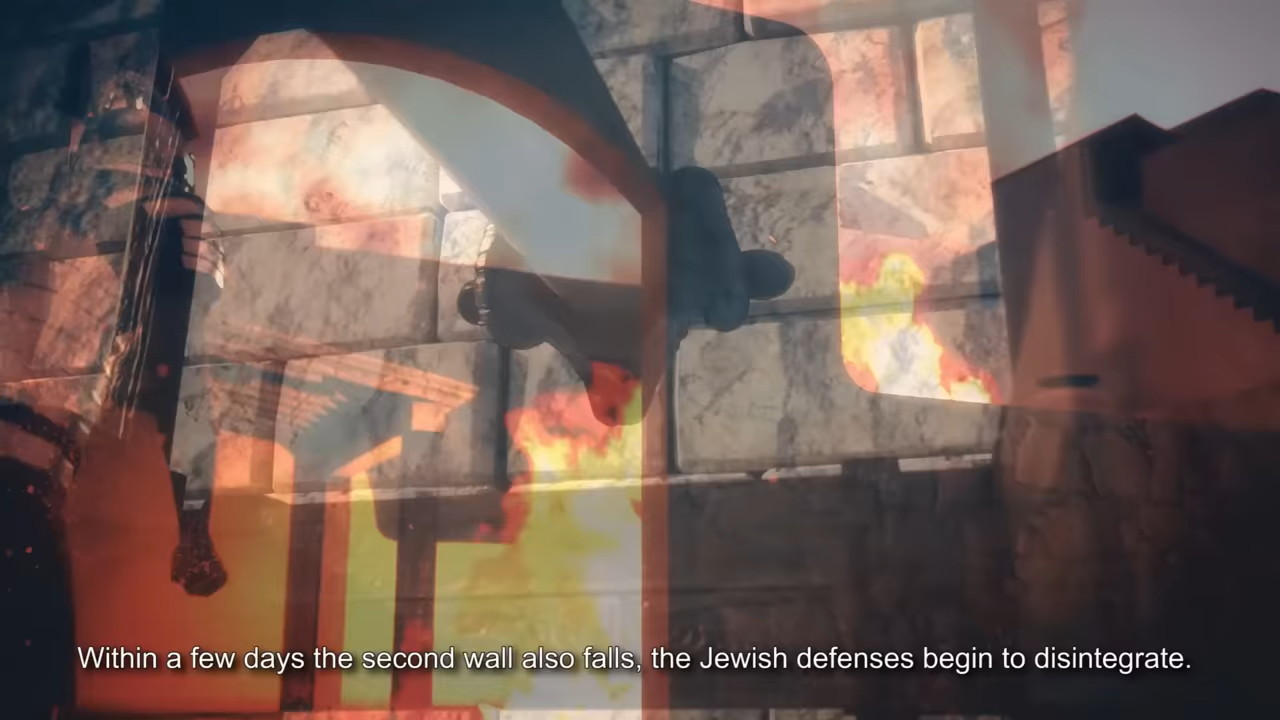 Within a few days the second wall also falls, the Jewish defenses begin to disintegrate.